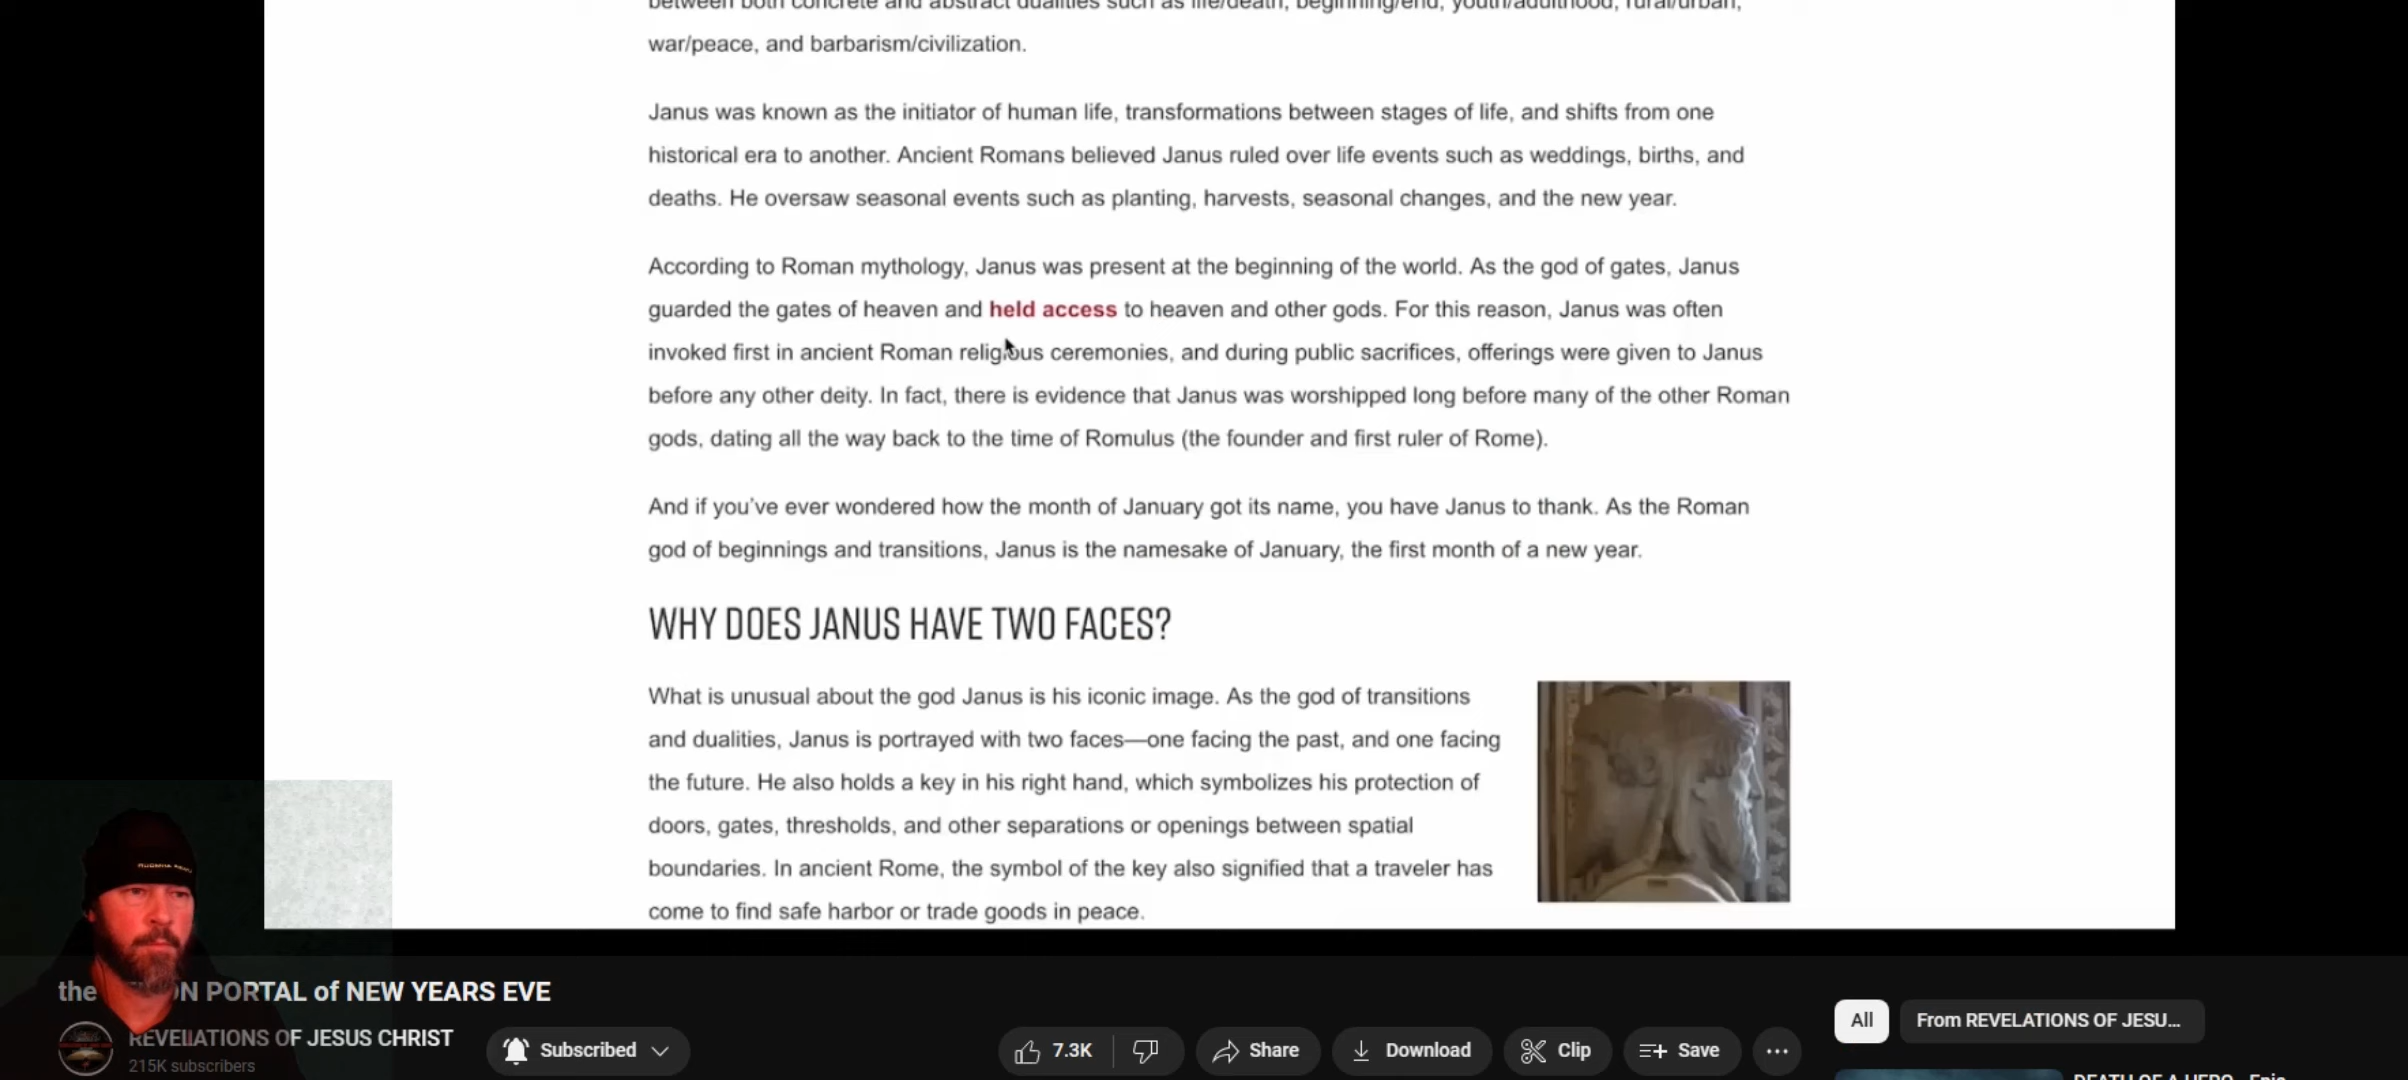 between both concrete and abstract dualities such as life/death, beginning/end, youth/adulthood, rural/urban,
war/peace, and barbarism/civilization.
Janus was known as the initiator of human life, transformations between stages of life, and shifts from one
historical era to another. Ancient Romans believed Janus ruled over life events such as weddings, births, and
deaths. He oversaw seasonal events such as planting, harvests, seasonal changes, and the new year.
According to Roman mythology, Janus was present at the beginning of the world. As the god of gates, Janus
guarded the gates of heaven and held access to heaven and other gods. For this reason, Janus was often
invoked first in ancient Roman religious ceremonies, and during public sacrifices, offerings were given to Janus
before any other deity. In fact, there is evidence that Janus was worshipped long before many of the other Roman
gods, dating all the way back to the time of Romulus (the founder and first ruler of Rome).
And if you've ever wondered how the month of January got its name, you have Janus to thank. As the Roman
god of beginnings and transitions, Janus is the namesake of January, the first month of a new year.
WHY DOES JANUS HAVE TWO FACES?
What is unusual about the god Janus is his iconic image. As the god of transitions
and dualities, Janus is portrayed with two faces—one facing the past, and one facing
the future. He also holds a key in his right hand, which symbolizes his protection of
doors, gates, thresholds, and other separations or openings between spatial
boundaries. In ancient Rome, the symbol of the key also signified that a traveler has
come to find safe harbor or trade goods in peace.
the PORTAL of NEW YEARS EVE
REVELATIONS OF JESUS CHRIST
215K subscribers
Subscribed
7.3K
Share
Download
Clip
Save
All
From REVELATIONS OF JESU...
DEATH OF A HERO - Epic